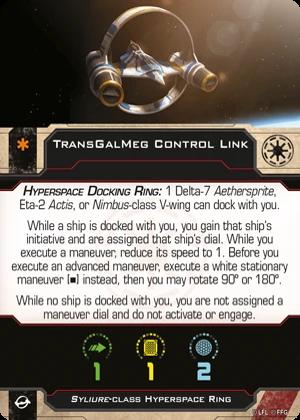 TransGalMeg Control Link
Hyperspace Docking Ring: 1 Delta-7 Aethersprite,
Eta-2 Actis, or Nimbus-class V-wing can dock with you.
While a ship is docked with you, you gain that ship's
initiative and are assigned that ship's dial. While you
execute a maneuver, reduce its speed to 1. Before you
execute an advanced maneuver, execute a white stationary
maneuver [■] instead, then you may rotate 90° or 180°.
While no ship is docked with you, you are not assigned a
maneuver dial and do not activate or engage.
1 1 2
Syliure-class Hyperspace Ring
©LFL ©FFG